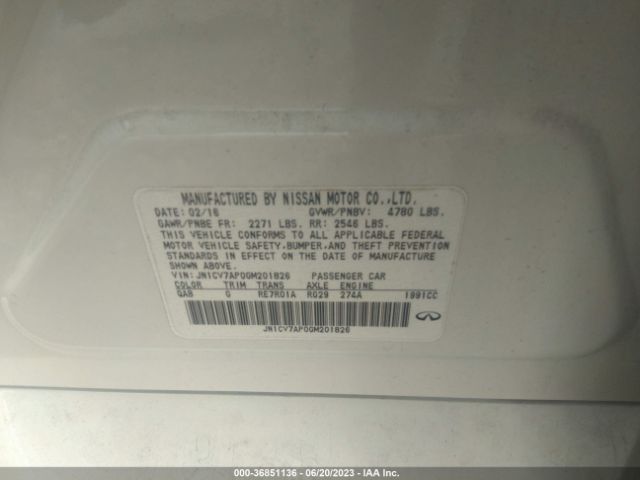 MANUFACTURED BY NISSAN MOTOR CO.,LTD.
DATE: 02/16 GVWR/PNBV: 4780 LBS.
GAWR/PNBE FR: 2271 LBS. RR: 2546 LBS.
THIS VEHICLE CONFORMS TO ALL APPLICABLE FEDERAL
MOTOR VEHICLE SAFETY,BUMPER,AND THEFT PREVENTION
STANDARDS IN EFFECT ON THE DATE OF MANUFACTURE
SHOWN ABOVE.
VIN: JN1CV7AP0GM201826 PASSENGER CAR
COLOR TRIM TRANS AXLE ENGINE
QAB G RE7R01A R029 274A 1991CC
JN1CV7AP0GM201826
INFINITI
000-36851136 - 06/20/2023 - IAA Inc.